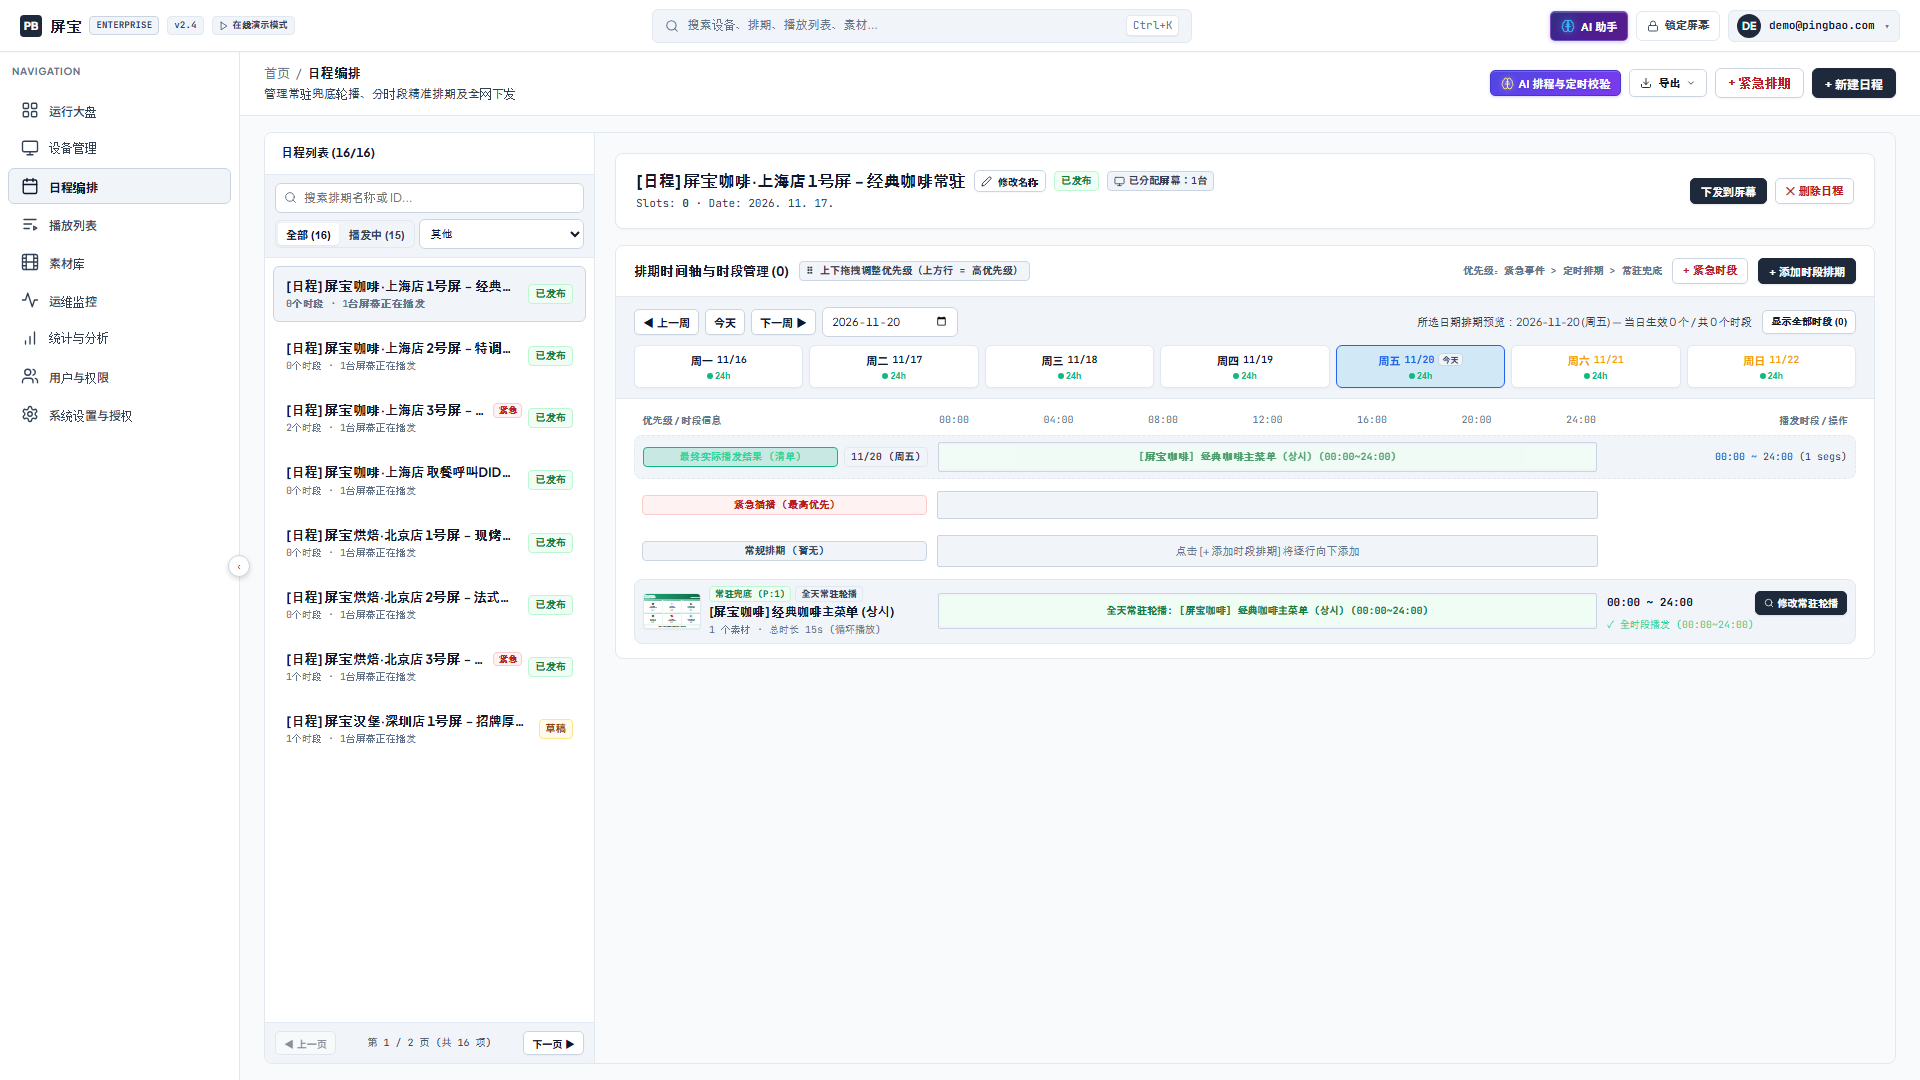 PB 屏宝 ENTERPRISE v2.4 ▷ 在线演示模式
搜索设备、排期、播放列表、素材... Ctrl+K
AI 助手 锁定屏幕 DE demo@pingbao.com
NAVIGATION
运行大盘
设备管理
日程编排
播放列表
素材库
运维监控
统计与分析
用户与权限
系统设置与授权
首页 / 日程编排
管理常驻兜底轮播、分时段精准排期及全网下发
AI 排程与定时校验 导出 + 紧急排期 + 新建日程
日程列表 (16/16)
搜索排期名称或 ID...
全部 (16) 播发中 (15) 其他
[日程] 屏宝咖啡·上海店 1号屏 – 经典... 已发布
0个时段 · 1台屏幕正在播发
[日程] 屏宝咖啡·上海店 2号屏 – 特调... 已发布
0个时段 · 1台屏幕正在播发
[日程] 屏宝咖啡·上海店 3号屏 – ... 紧急 已发布
2个时段 · 1台屏幕正在播发
[日程] 屏宝咖啡·上海店 取餐呼叫DID... 已发布
0个时段 · 1台屏幕正在播发
[日程] 屏宝烘焙·北京店 1号屏 – 现烤... 已发布
0个时段 · 1台屏幕正在播发
[日程] 屏宝烘焙·北京店 2号屏 – 法式... 已发布
0个时段 · 1台屏幕正在播发
[日程] 屏宝烘焙·北京店 3号屏 – ... 紧急 已发布
1个时段 · 1台屏幕正在播发
[日程] 屏宝汉堡·深圳店 1号屏 – 招牌厚... 草稿
1个时段 · 1台屏幕正在播发
◀ 上一页 第 1 / 2 页 (共 16 项) 下一页 ▶
[日程] 屏宝咖啡·上海店 1号屏 – 经典咖啡常驻 修改名称 已发布 已分配屏幕：1台
Slots: 0 · Date: 2026. 11. 17.
下发到屏幕 ✕ 删除日程
排期时间轴与时段管理 (0) ⠿ 上下拖拽调整优先级 (上方行 = 高优先级)
优先级: 紧急事件 > 定时排期 > 常驻兜底 + 紧急时段 + 添加时段排期
◀ 上一周 今天 下一周 ▶ 2026-11-20
所选日期排期预览：2026-11-20 (周五) — 当日生效 0 个 / 共 0 个时段 显示全部时段 (0)
周一 11/16 周二 11/17 周三 11/18 周四 11/19 周五 11/20 今天 周六 11/21 周日 11/22
24h 24h 24h 24h 24h 24h 24h
优先级 / 时段信息 00:00 04:00 08:00 12:00 16:00 20:00 24:00 播发时段 / 操作
最终实际播发结果 (清单) 11/20 (周五) [屏宝咖啡] 经典咖啡主菜单 (상시) (00:00~24:00) 00:00 ~ 24:00 (1 segs)
紧急插播 (最高优先)
常规排期 (暂无) 点击 [+ 添加时段排期] 将逐行向下添加
常驻兜底 (P:1) 全天常驻轮播
[屏宝咖啡] 经典咖啡主菜单 (상시)
1 个素材 · 总时长 15s (循环播放)
全天常驻轮播: [屏宝咖啡] 经典咖啡主菜单 (상시) (00:00~24:00)
00:00 ~ 24:00 修改常驻轮播
✓ 全时段播发 (00:00~24:00)